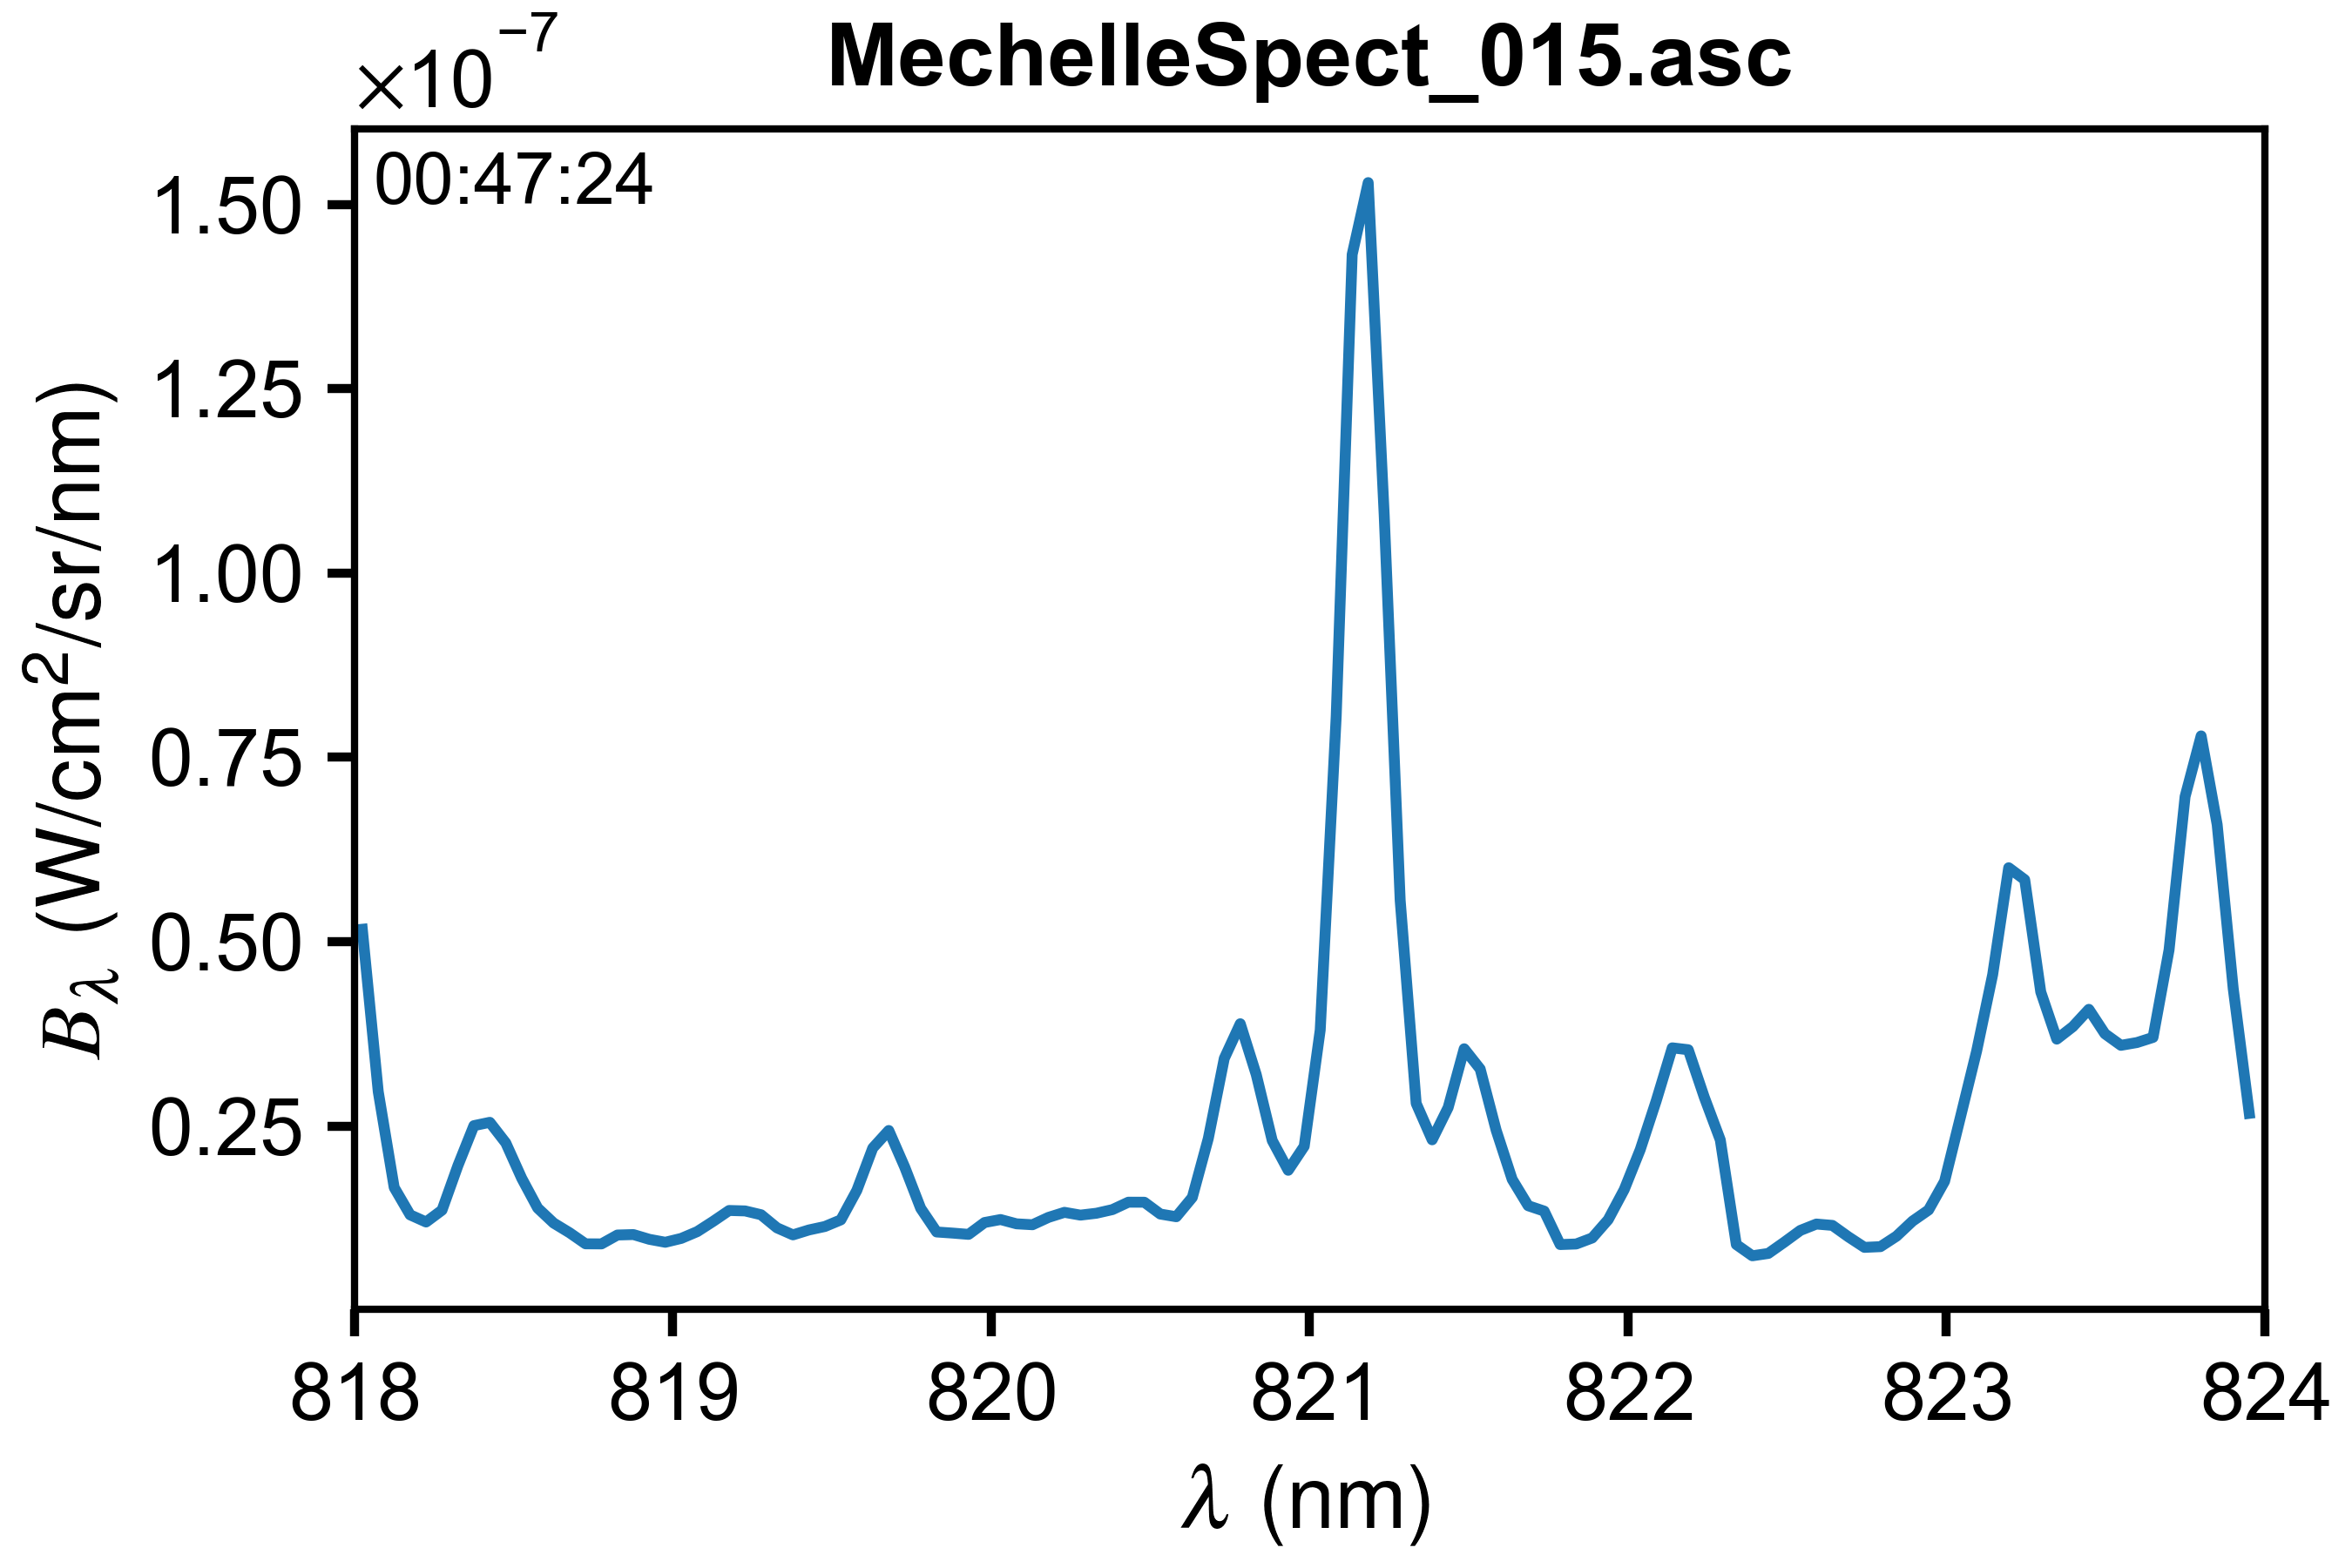 ×10⁻⁷
MechelleSpect_015.asc
00:47:24
1.50
1.25
1.00
0.75
0.50
0.25
B_λ (W/cm²/sr/nm)
818 819 820 821 822 823 824
λ (nm)